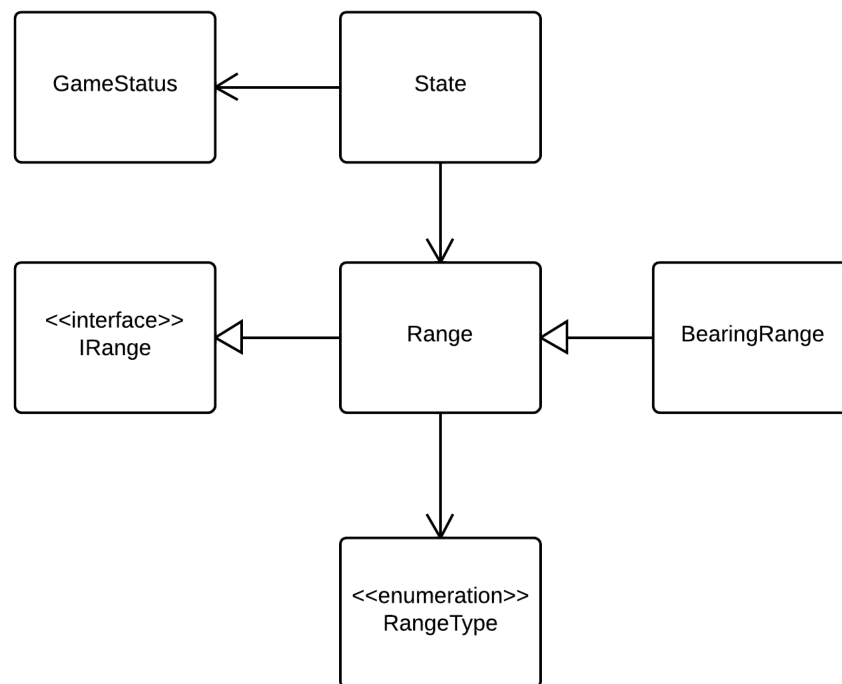 GameStatus
State
<<interface>>
IRange
Range
BearingRange
<<enumeration>>
RangeType